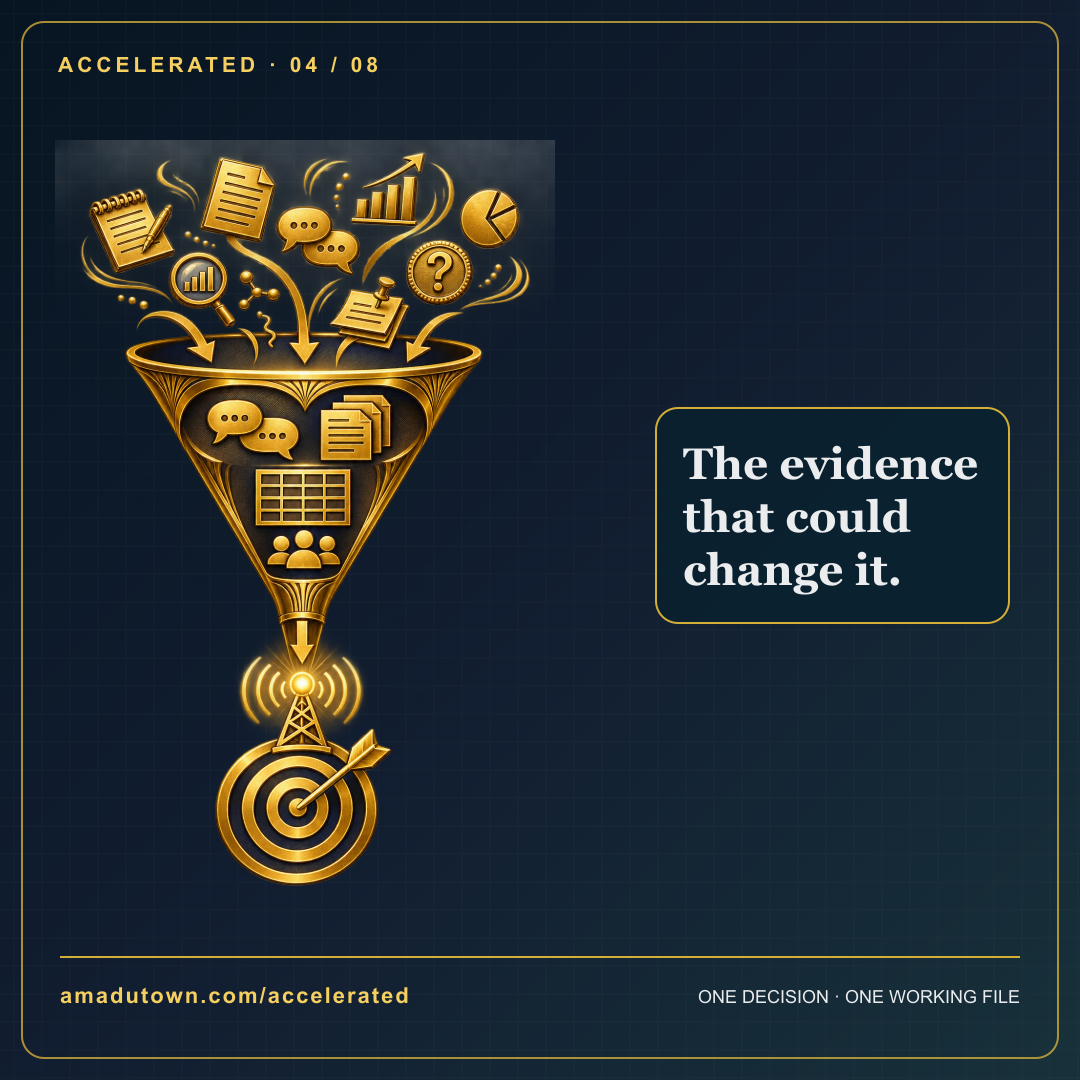 ACCELERATED · 04 / 08
?
The evidence
that could
change it.
amadutown.com/accelerated
ONE DECISION · ONE WORKING FILE